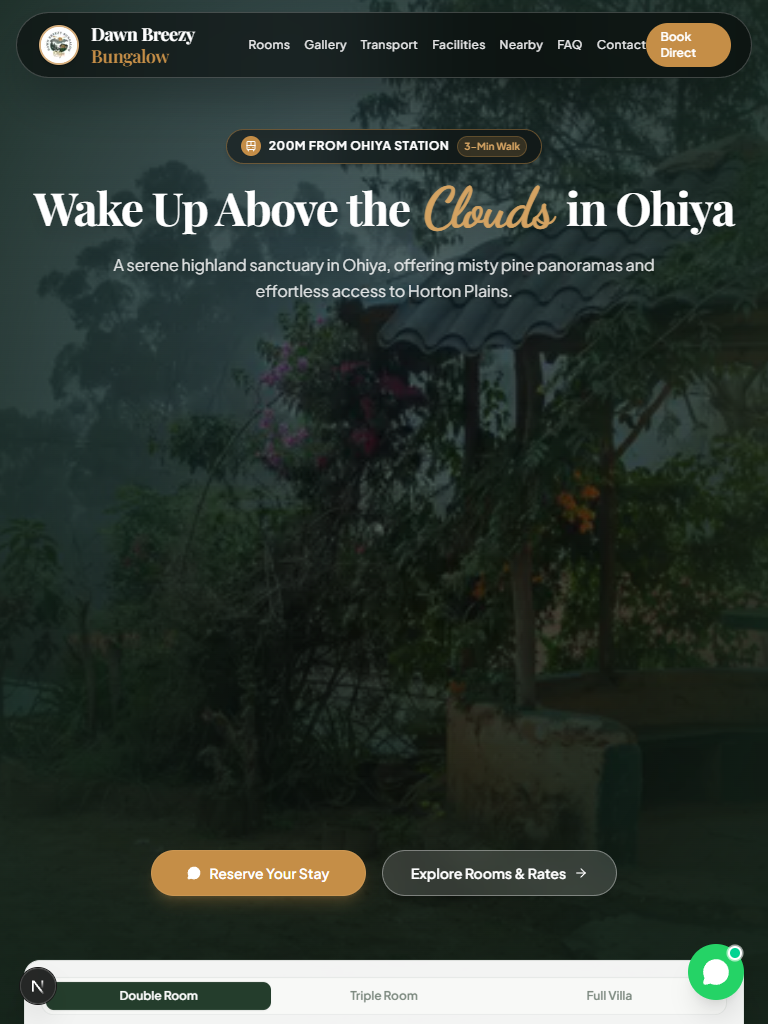 Dawn Breezy
Bungalow
Rooms Gallery Transport Facilities Nearby FAQ Contact
Book
Direct
200M FROM OHIYA STATION 3-Min Walk
Wake Up Above the Clouds in Ohiya
A serene highland sanctuary in Ohiya, offering misty pine panoramas and
effortless access to Horton Plains.
Reserve Your Stay Explore Rooms & Rates →
N
Double Room Triple Room Full Villa